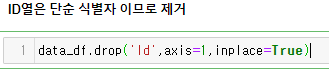 ID열은 단순 식별자 이므로 제거
1 data_df.drop('Id',axis=1,inplace=True)